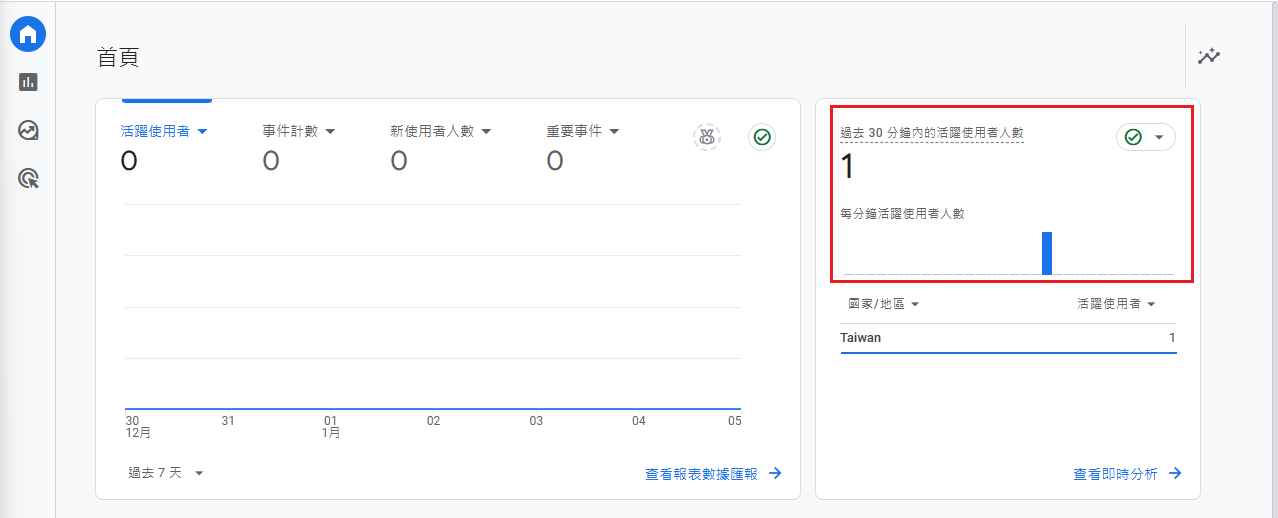 首頁
活躍使用者
0
事件計數
0
新使用者人數
0
重要事件
0
30
12月
31
01
1月
02
03
04
05
過去 7 天
查看報表數據匯報
過去 30 分鐘內的活躍使用者人數
1
每分鐘活躍使用者人數
國家/地區 活躍使用者
Taiwan 1
查看即時分析